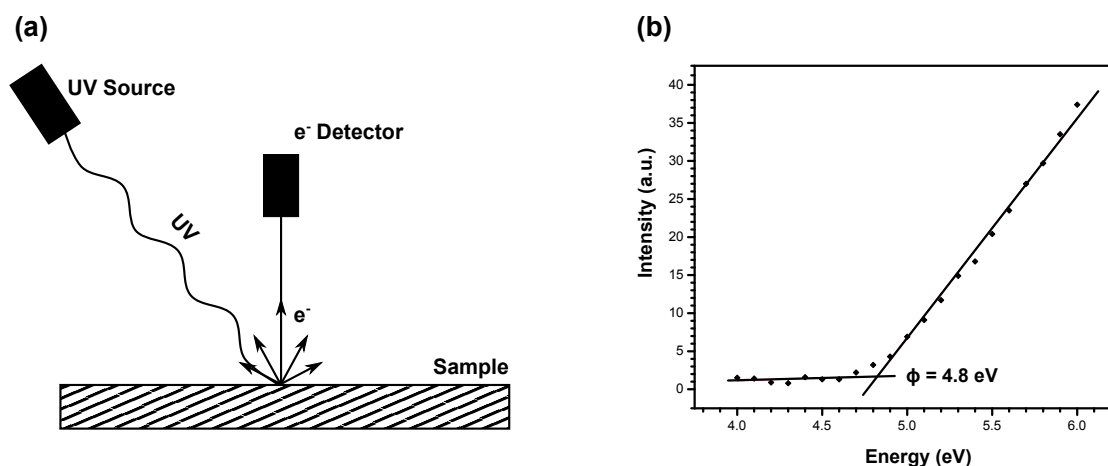 (a)
UV Source
e- Detector
UV
e-
Sample
(b)
Intensity (a.u.)
40
35
30
25
20
15
10
5
0
ϕ = 4.8 eV
4.0 4.5 5.0 5.5 6.0
Energy (eV)